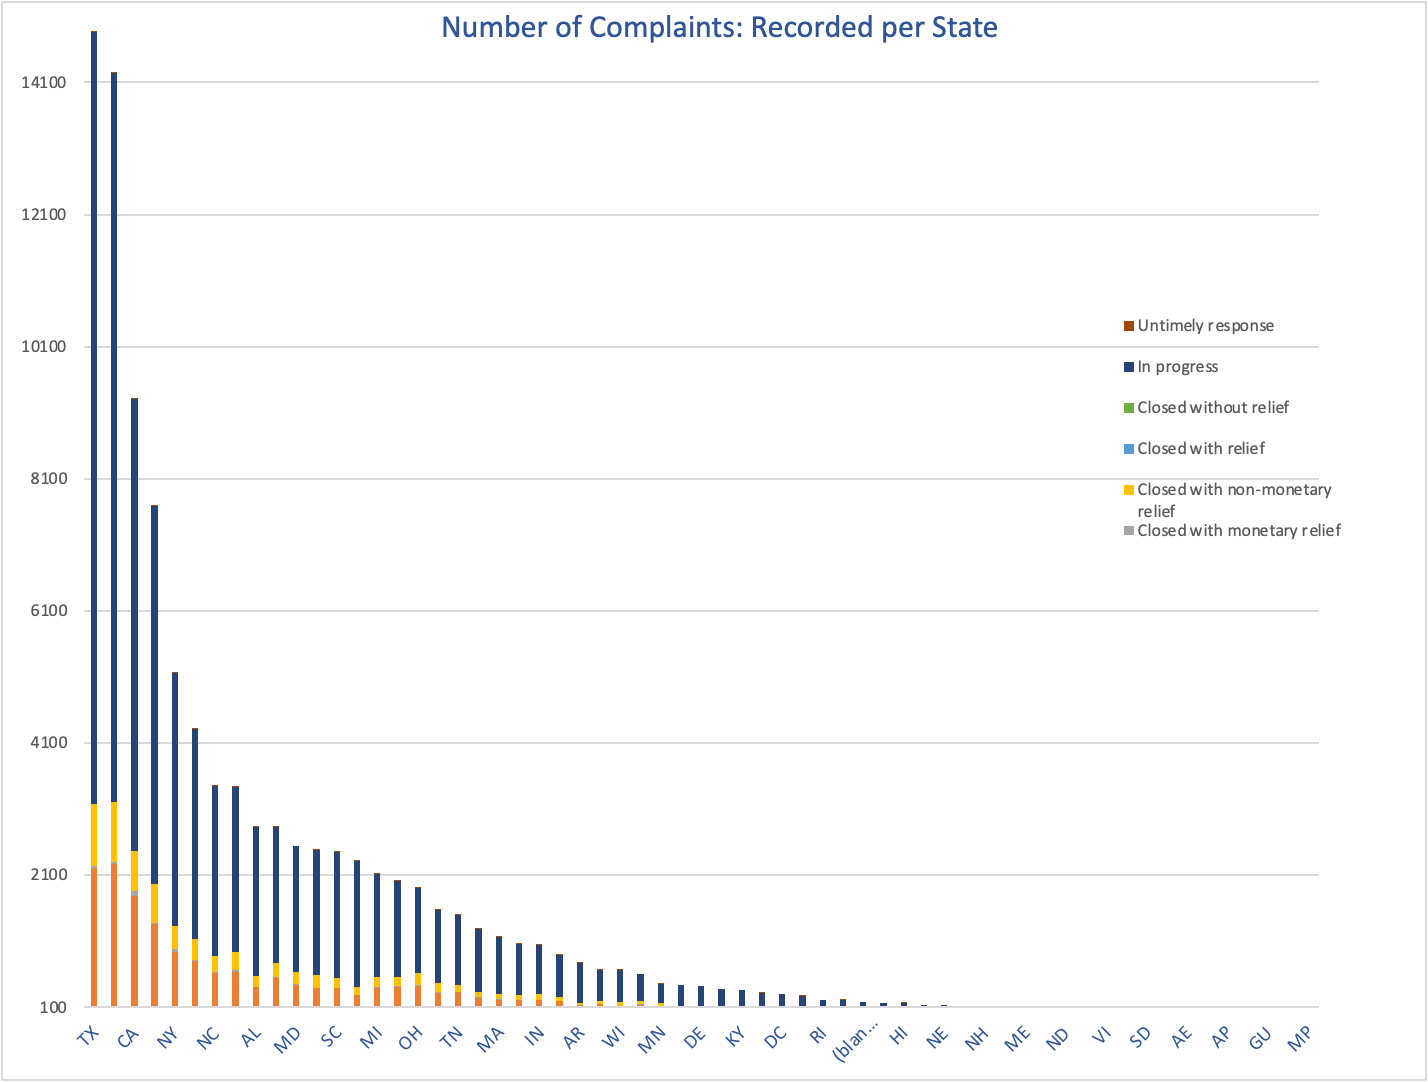 Number of Complaints: Recorded per State
14100
12100
10100
8100
6100
4100
2100
100
Untimely response
In progress
Closed without relief
Closed with relief
Closed with non-monetary
relief
Closed with monetary relief
TX CA NY NC AL MD SC MI OH TN MA IN AR WI MN DE KY DC RI (blan... HI NE NH ME ND VI SD AE AP GU MP